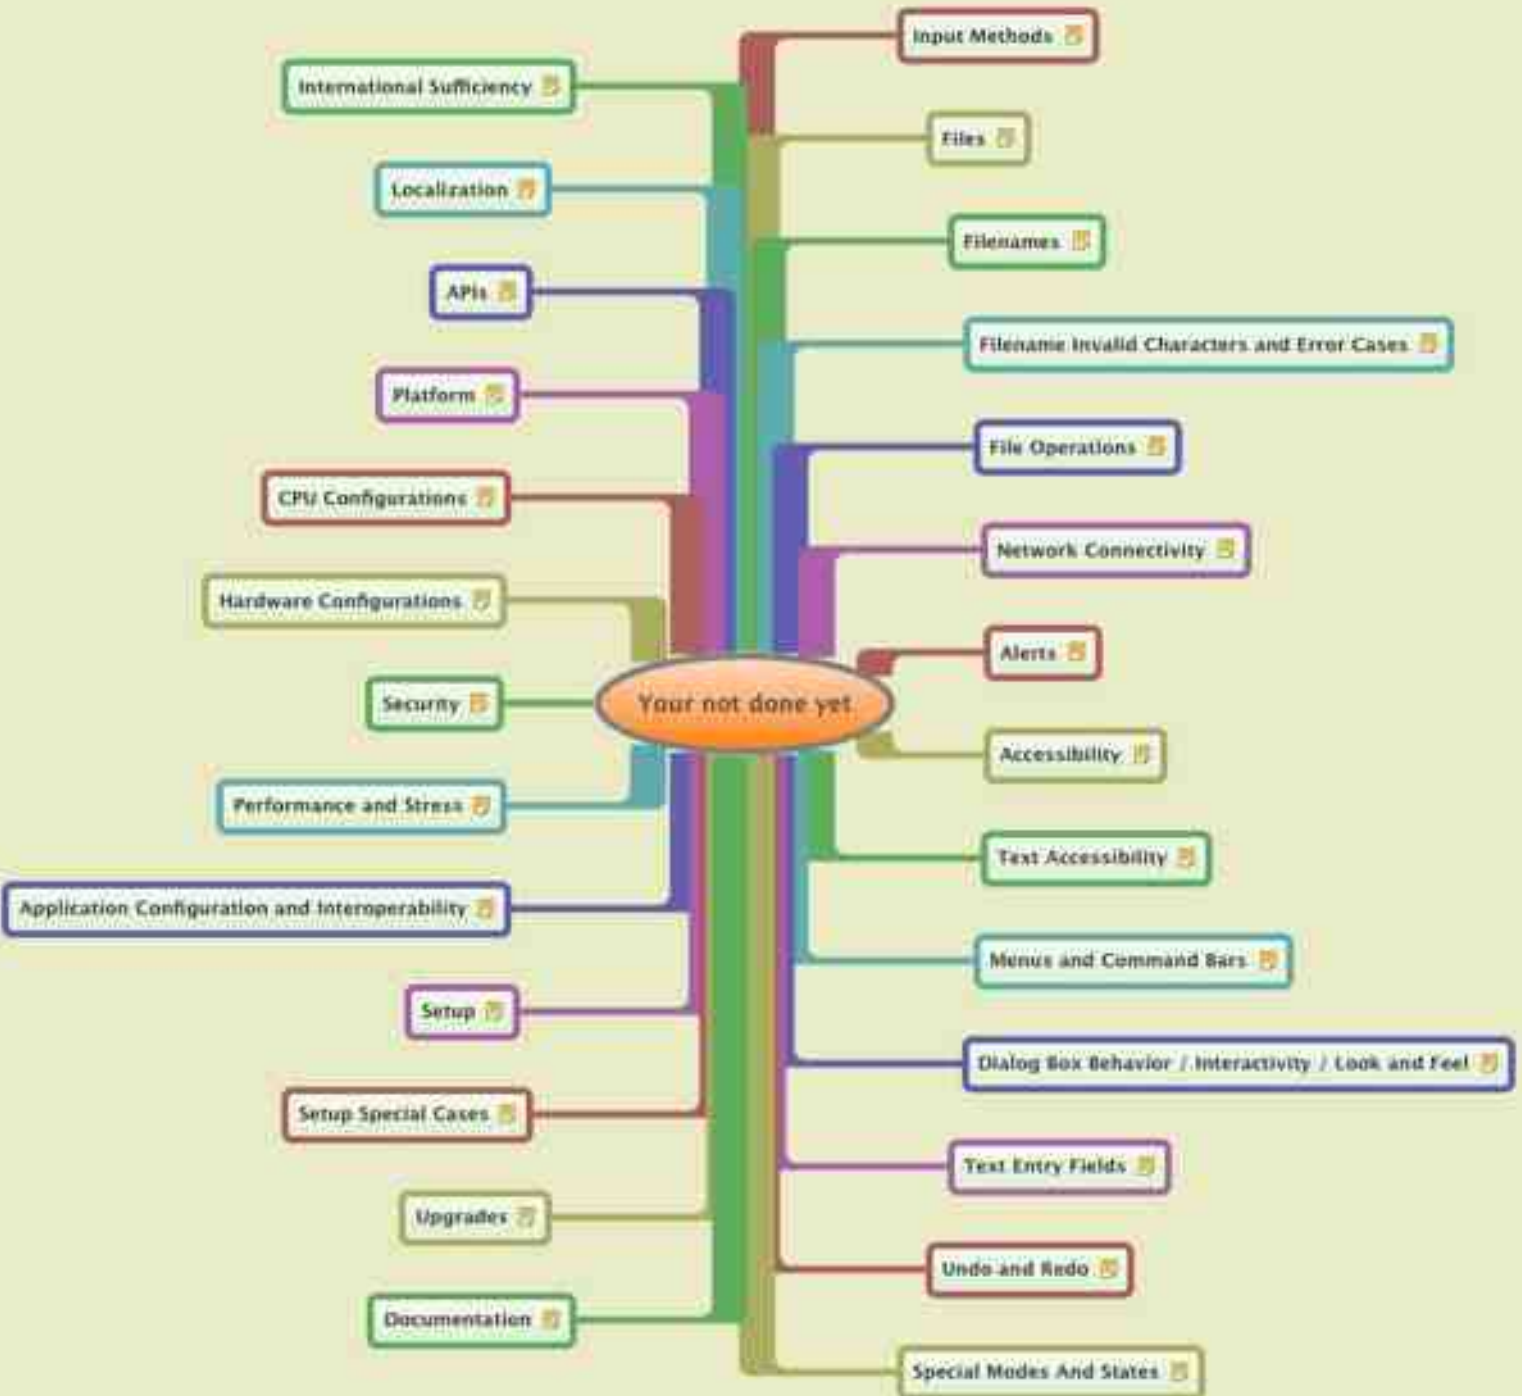 Input Methods
Files
Filenames
Filename Invalid Characters and Error Cases
File Operations
Network Connectivity
Alerts
Accessibility
Text Accessibility
Menus and Command Bars
Dialog Box Behavior / Interactivity / Look and Feel
Text Entry Fields
Undo and Redo
Special Modes And States
Your not done yet
International Sufficiency
Localization
APIs
Platform
CPU Configurations
Hardware Configurations
Security
Performance and Stress
Application Configuration and Interoperability
Setup
Setup Special Cases
Upgrades
Documentation